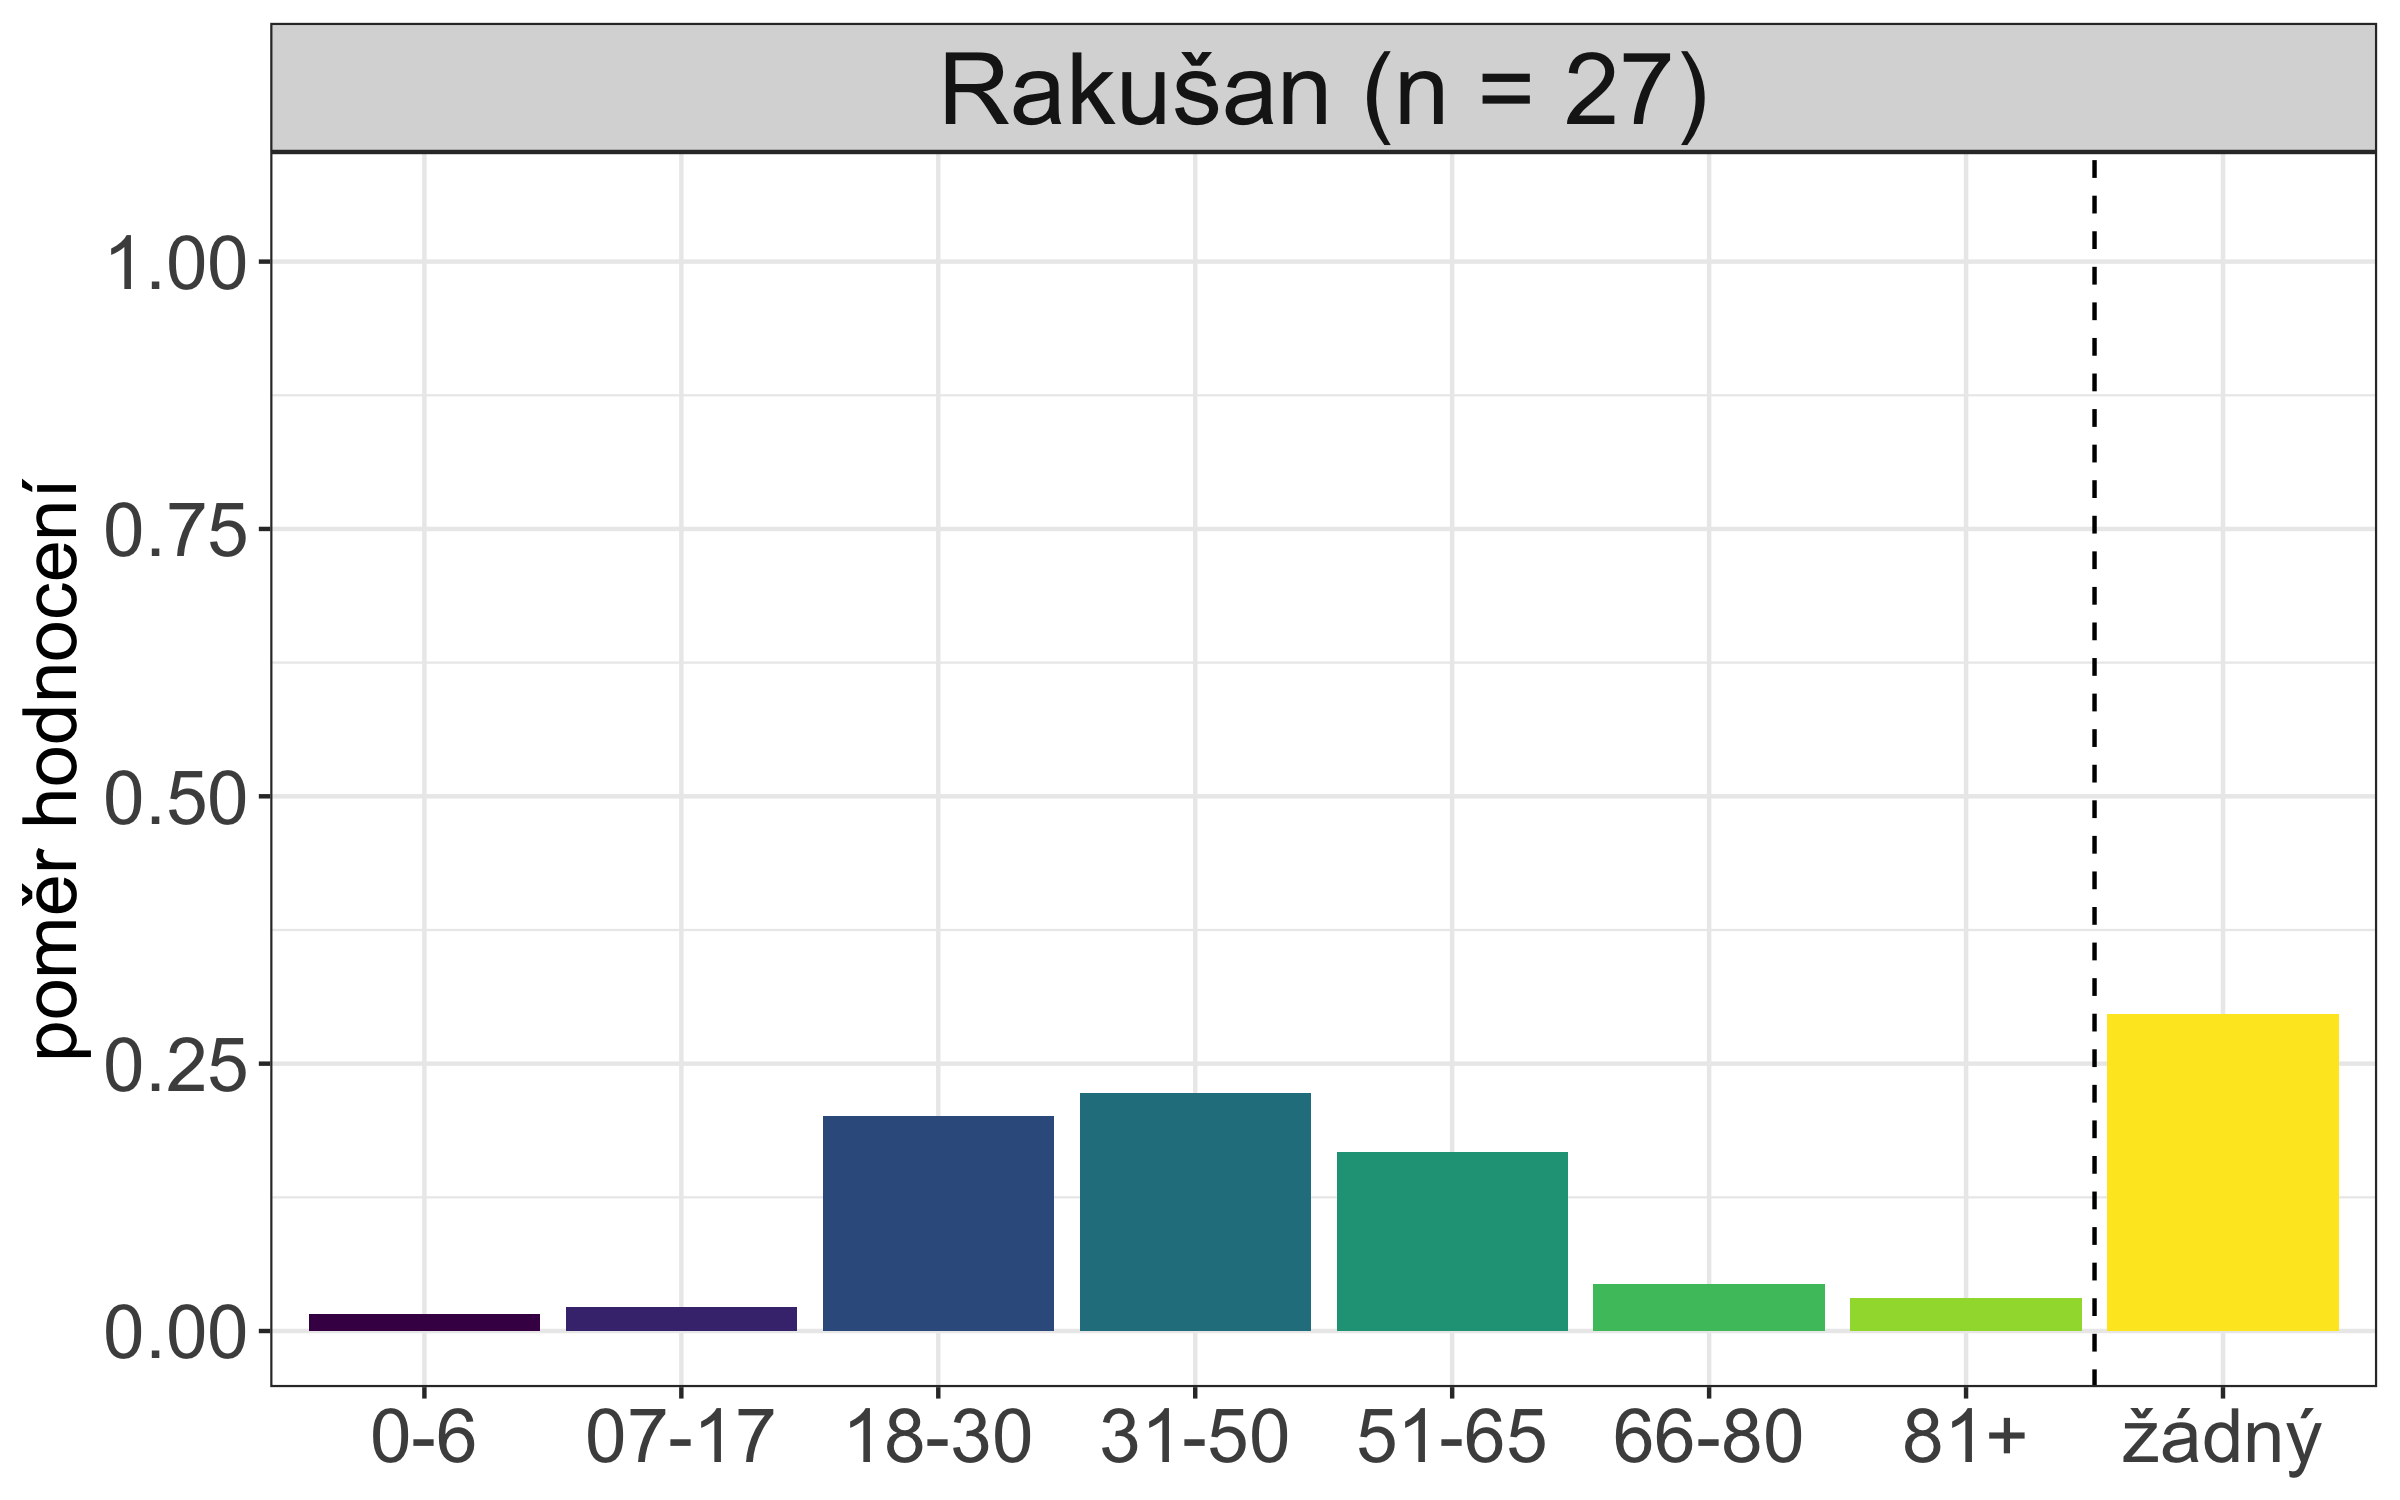 Rakušan (n = 27)
poměr hodnocení
1.00
0.75
0.50
0.25
0.00
0-6 07-17 18-30 31-50 51-65 66-80 81+ žádný